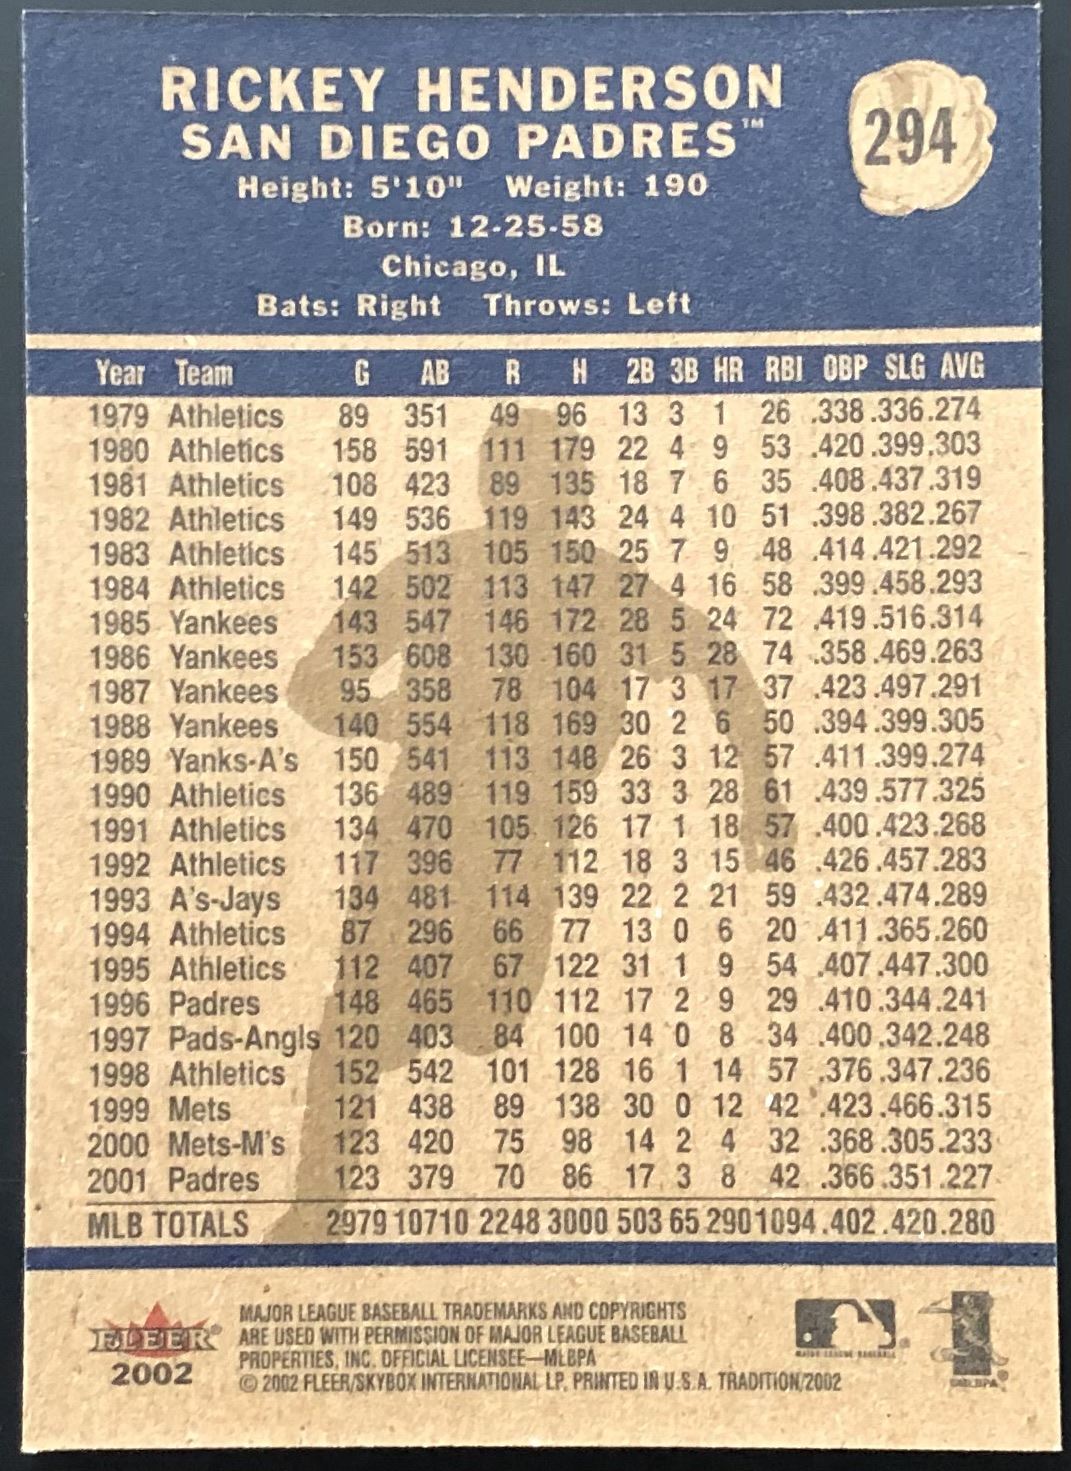 RICKEY HENDERSON
SAN DIEGO PADRES™
294
Height: 5'10" Weight: 190
Born: 12-25-58
Chicago, IL
Bats: Right Throws: Left
Year Team G AB R H 2B 3B HR RBI OBP SLG AVG
1979 Athletics 89 351 49 96 13 3 1 26 .338 .336 .274
1980 Athletics 158 591 111 179 22 4 9 53 .420 .399 .303
1981 Athletics 108 423 89 135 18 7 6 35 .408 .437 .319
1982 Athletics 149 536 119 143 24 4 10 51 .398 .382 .267
1983 Athletics 145 513 105 150 25 7 9 48 .414 .421 .292
1984 Athletics 142 502 113 147 27 4 16 58 .399 .458 .293
1985 Yankees 143 547 146 172 28 5 24 72 .419 .516 .314
1986 Yankees 153 608 130 160 31 5 28 74 .358 .469 .263
1987 Yankees 95 358 78 104 17 3 17 37 .423 .497 .291
1988 Yankees 140 554 118 169 30 2 6 50 .394 .399 .305
1989 Yanks-A's 150 541 113 148 26 3 12 57 .411 .399 .274
1990 Athletics 136 489 119 159 33 3 28 61 .439 .577 .325
1991 Athletics 134 470 105 126 17 1 18 57 .400 .423 .268
1992 Athletics 117 396 77 112 18 3 15 46 .426 .457 .283
1993 A's-Jays 134 481 114 139 22 2 21 59 .432 .474 .289
1994 Athletics 87 296 66 77 13 0 6 20 .411 .365 .260
1995 Athletics 112 407 67 122 31 1 9 54 .407 .447 .300
1996 Padres 148 465 110 112 17 2 9 29 .410 .344 .241
1997 Pads-Angls 120 403 84 100 14 0 8 34 .400 .342 .248
1998 Athletics 152 542 101 128 16 1 14 57 .376 .347 .236
1999 Mets 121 438 89 138 30 0 12 42 .423 .466 .315
2000 Mets-M's 123 420 75 98 14 2 4 32 .368 .305 .233
2001 Padres 123 379 70 86 17 3 8 42 .366 .351 .227
MLB TOTALS 2979 10710 2248 3000 503 65 290 1094 .402 .420 .280
FLEER®
2002
MAJOR LEAGUE BASEBALL TRADEMARKS AND COPYRIGHTS
ARE USED WITH PERMISSION OF MAJOR LEAGUE BASEBALL
PROPERTIES, INC. OFFICIAL LICENSEE—MLBPA
© 2002 FLEER/SKYBOX INTERNATIONAL LP, PRINTED IN U.S.A. TRADITION/2002
MAJOR LEAGUE BASEBALL
MLBPA